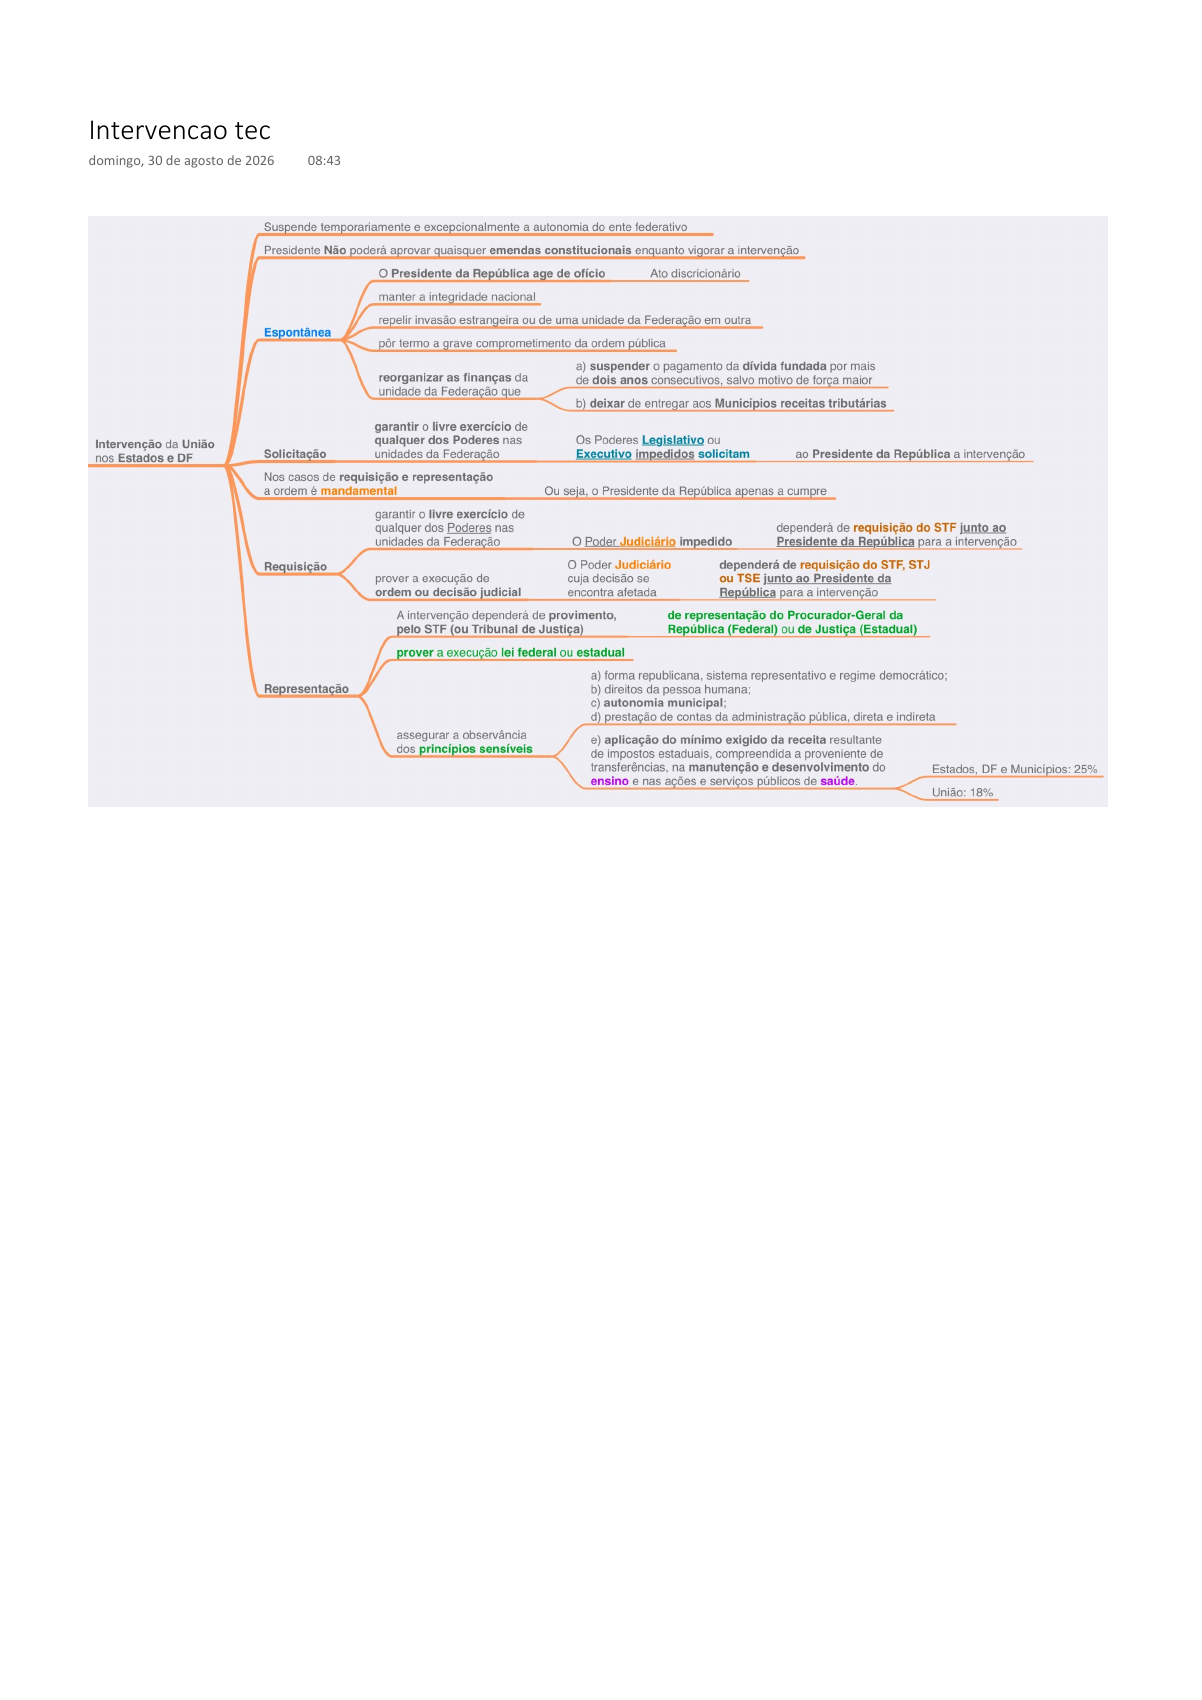 Intervencao tec
domingo, 30 de agosto de 2026 08:43
Intervenção da União
nos Estados e DF
Suspende temporariamente e excepcionalmente a autonomia do ente federativo
Presidente Não poderá aprovar quaisquer emendas constitucionais enquanto vigorar a intervenção
Espontânea
O Presidente da República age de ofício
Ato discricionário
manter a integridade nacional
repelir invasão estrangeira ou de uma unidade da Federação em outra
pôr termo a grave comprometimento da ordem pública
reorganizar as finanças da
unidade da Federação que
a) suspender o pagamento da dívida fundada por mais
de dois anos consecutivos, salvo motivo de força maior
b) deixar de entregar aos Municípios receitas tributárias
Solicitação
garantir o livre exercício de
qualquer dos Poderes nas
unidades da Federação
Os Poderes Legislativo ou
Executivo impedidos solicitam
ao Presidente da República a intervenção
Nos casos de requisição e representação
a ordem é mandamental
Ou seja, o Presidente da República apenas a cumpre
Requisição
garantir o livre exercício de
qualquer dos Poderes nas
unidades da Federação
O Poder Judiciário impedido
dependerá de requisição do STF junto ao
Presidente da República para a intervenção
prover a execução de
ordem ou decisão judicial
O Poder Judiciário
cuja decisão se
encontra afetada
dependerá de requisição do STF, STJ
ou TSE junto ao Presidente da
República para a intervenção
Representação
A intervenção dependerá de provimento,
pelo STF (ou Tribunal de Justiça)
de representação do Procurador-Geral da
República (Federal) ou de Justiça (Estadual)
prover a execução lei federal ou estadual
assegurar a observância
dos princípios sensíveis
a) forma republicana, sistema representativo e regime democrático;
b) direitos da pessoa humana;
c) autonomia municipal;
d) prestação de contas da administração pública, direta e indireta
e) aplicação do mínimo exigido da receita resultante
de impostos estaduais, compreendida a proveniente de
transferências, na manutenção e desenvolvimento do
ensino e nas ações e serviços públicos de saúde.
Estados, DF e Municípios: 25%
União: 18%